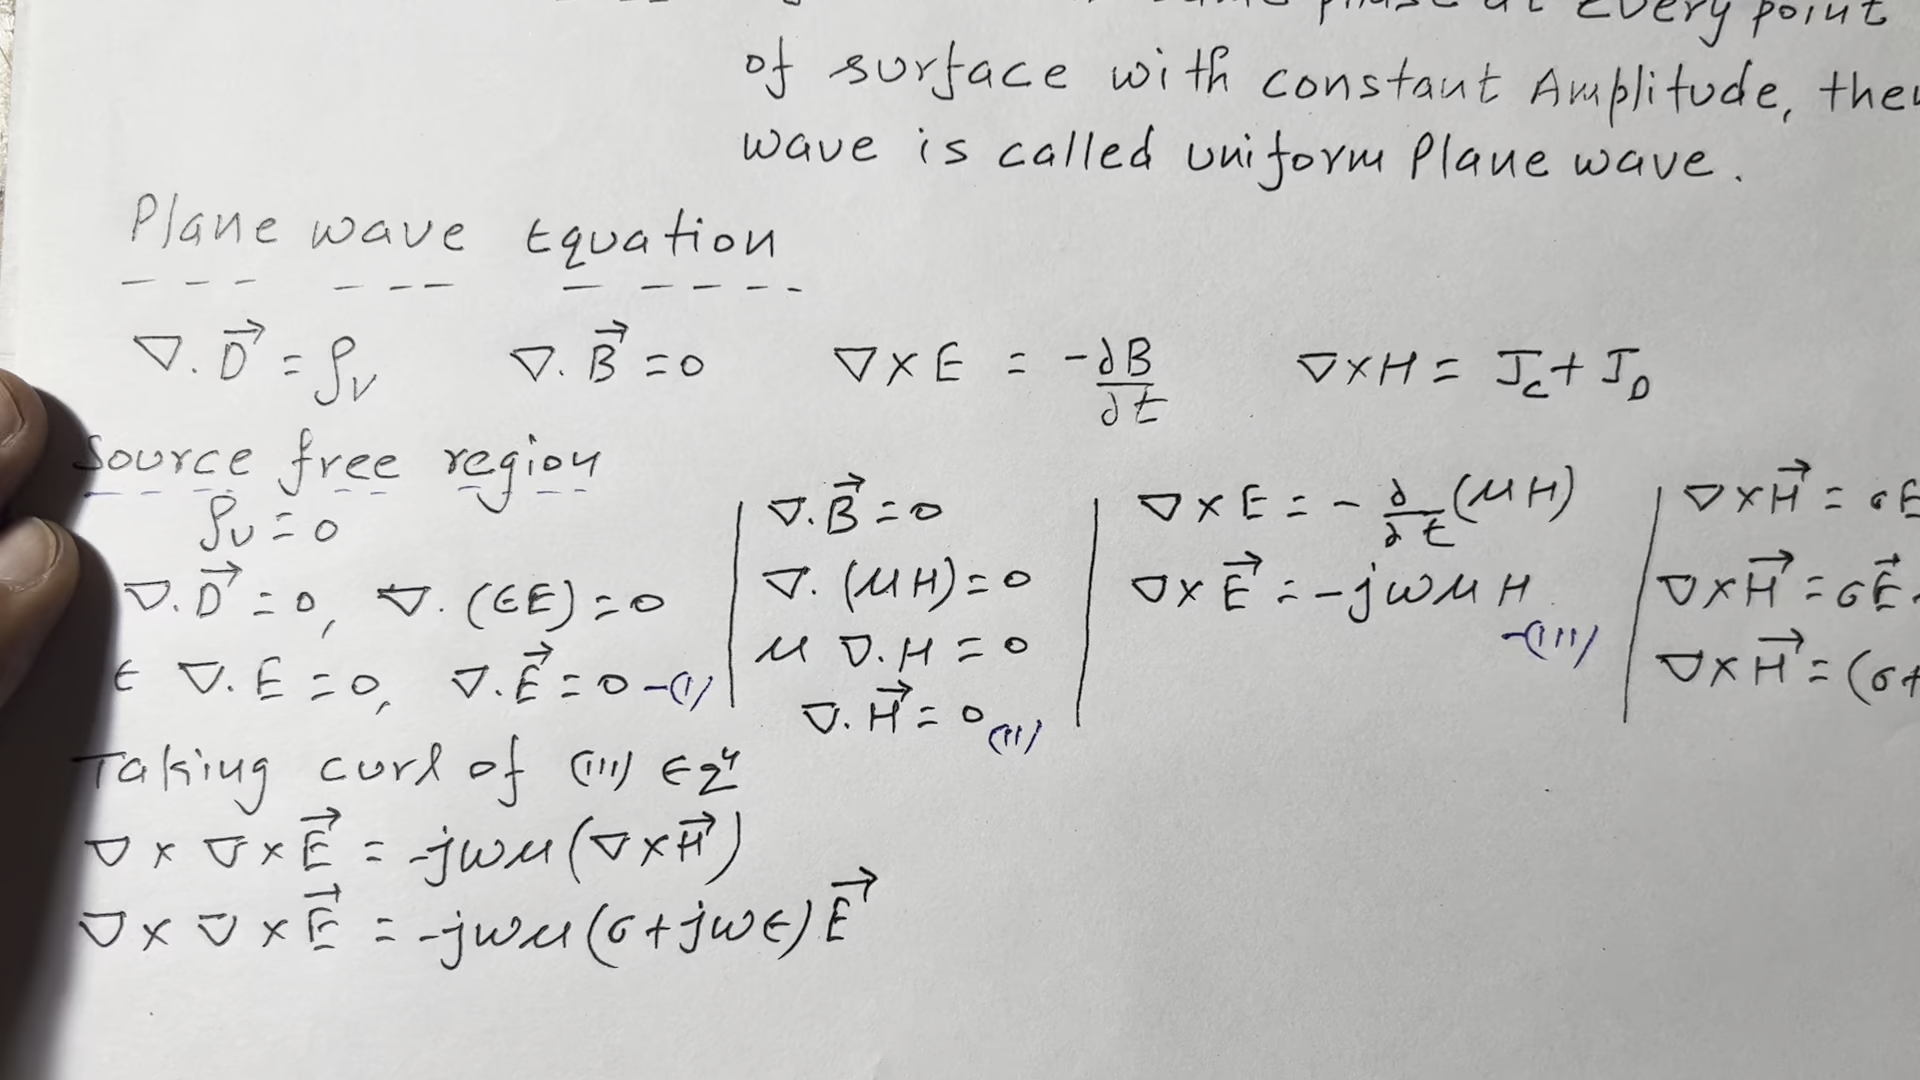 every point
of surface with constant Amplitude, then
wave is called uniform Plane wave.
Plane wave Equation
∇.D⃗ = ρv ∇.B⃗ = 0 ∇×E = -∂B/∂t ∇×H = Jc + JD
Source free region
ρv = 0
∇.D⃗ = 0, ∇.(ϵE) = 0
ϵ ∇.E = 0, ∇.E⃗ = 0 -(I)
∇.B⃗ = 0
∇.(μH) = 0
μ ∇.H = 0
∇.H⃗ = 0 (II)
∇×E = - ∂/∂t (μH)
∇×E⃗ = -jωμH
-(III)
∇×H⃗ = σE
∇×H⃗ = σE⃗
∇×H⃗ = (σ+
Taking curl of (III) Eqn
∇×∇×E⃗ = -jωμ(∇×H⃗)
∇×∇×E⃗ = -jωμ(σ+jωϵ)E⃗